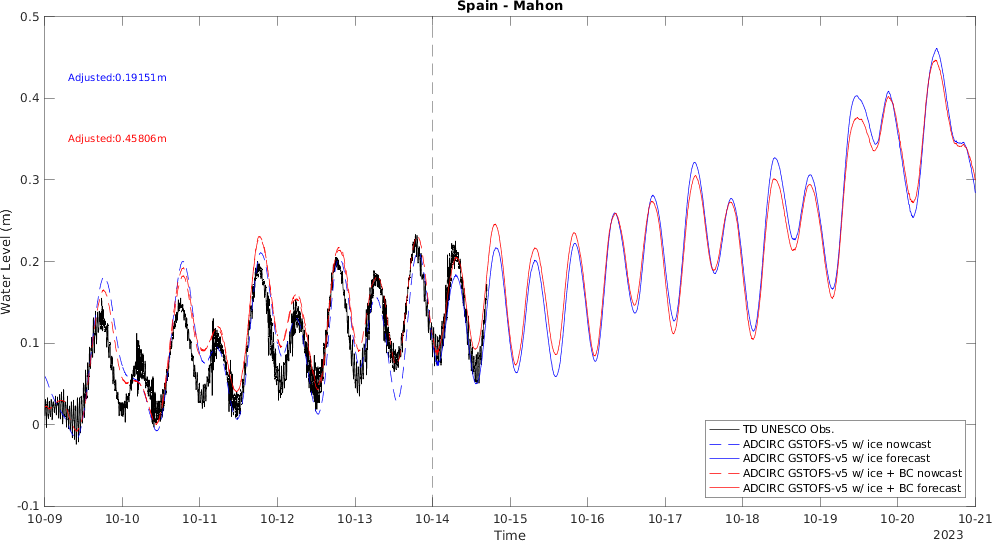 Spain - Mahon
0.5
0.4
0.3
0.2
0.1
0
-0.1
Water Level (m)
Adjusted:0.19151m
Adjusted:0.45806m
TD UNESCO Obs.
ADCIRC GSTOFS-v5 w/ ice nowcast
ADCIRC GSTOFS-v5 w/ ice forecast
ADCIRC GSTOFS-v5 w/ ice + BC nowcast
ADCIRC GSTOFS-v5 w/ ice + BC forecast
10-09 10-10 10-11 10-12 10-13 10-14 10-15 10-16 10-17 10-18 10-19 10-20 10-21
Time
2023